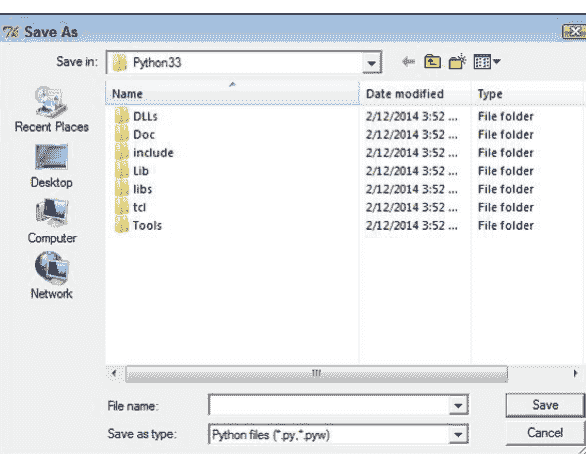 Save As
Save in: Python33
Name Date modified Type
Recent Places
Desktop
Computer
Network
DLLs 2/12/2014 3:52 ... File folder
Doc 2/12/2014 3:52 ... File folder
include 2/12/2014 3:52 ... File folder
Lib 2/12/2014 3:52 ... File folder
libs 2/12/2014 3:52 ... File folder
tcl 2/12/2014 3:52 ... File folder
Tools 2/12/2014 3:52 ... File folder
File name: Save
Save as type: Python files (*.py,*.pyw) Cancel